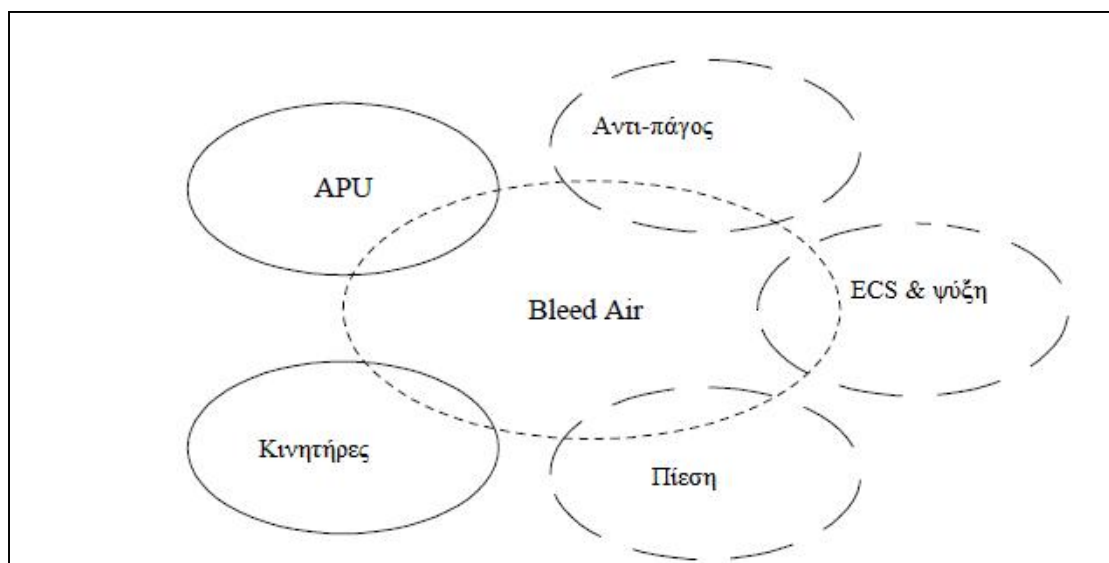 Αντι-πάγος
APU
ECS & ψύξη
Bleed Air
Κινητήρες
Πίεση